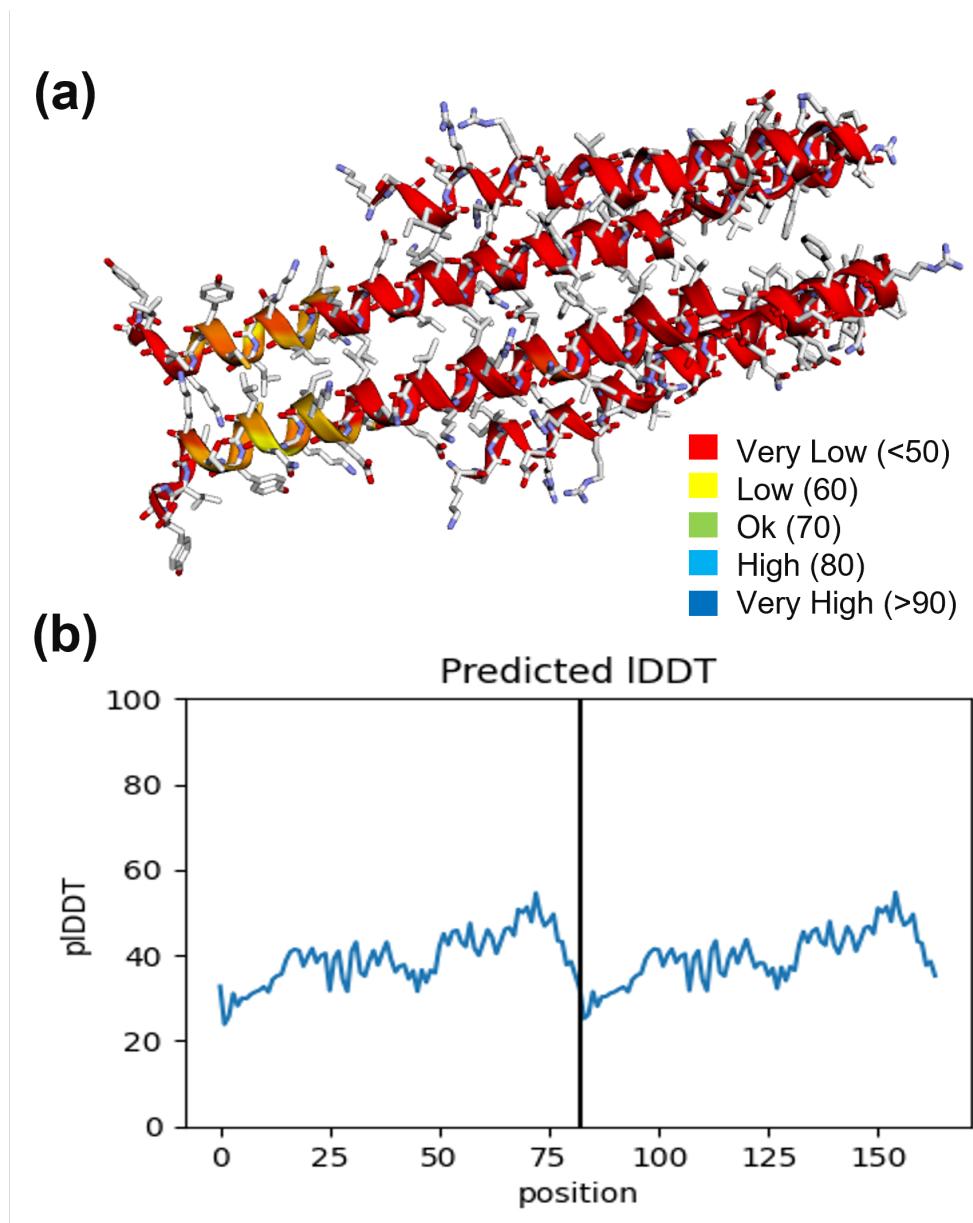 (a)
Very Low (<50)
Low (60)
Ok (70)
High (80)
Very High (>90)
(b)
Predicted lDDT
100
80
60
40
20
0
plDDT
0 25 50 75 100 125 150
position